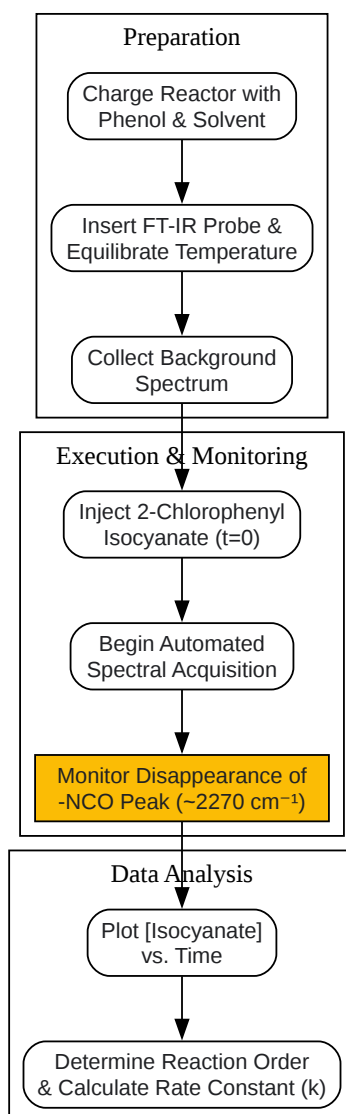 Preparation
Charge Reactor with
Phenol & Solvent
Insert FT-IR Probe &
Equilibrate Temperature
Collect Background
Spectrum
Execution & Monitoring
Inject 2-Chlorophenyl
Isocyanate (t=0)
Begin Automated
Spectral Acquisition
Monitor Disappearance of
-NCO Peak (~2270 cm⁻¹)
Data Analysis
Plot [Isocyanate]
vs. Time
Determine Reaction Order
& Calculate Rate Constant (k)